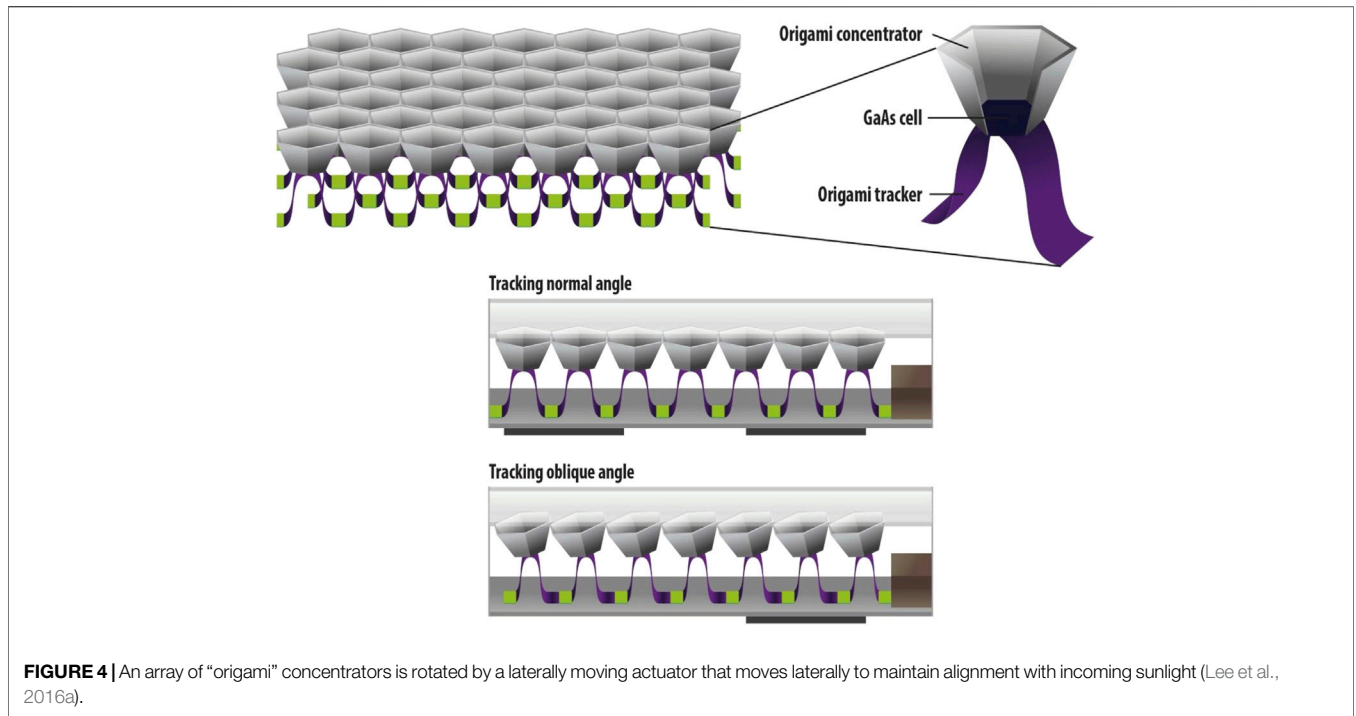 Origami concentrator
GaAs cell
Origami tracker
Tracking normal angle
Tracking oblique angle
FIGURE 4 | An array of “origami” concentrators is rotated by a laterally moving actuator that moves laterally to maintain alignment with incoming sunlight (Lee et al.,
2016a).